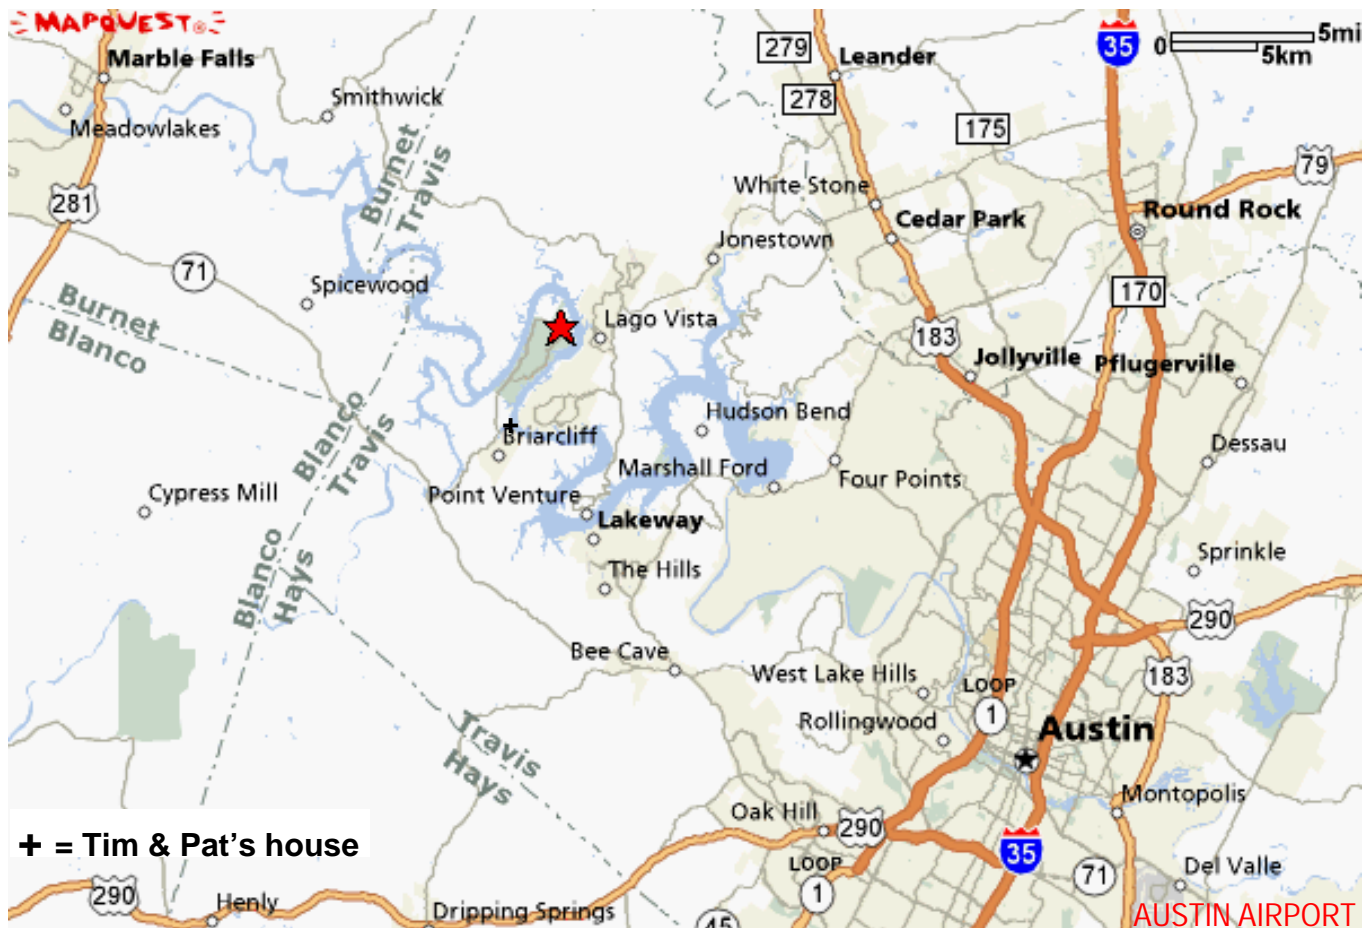 MAPQUEST®
Marble Falls
Smithwick
Meadowlakes
281
71
Spicewood
Burnet
Travis
Burnet
Blanco
Blanco
Travis
Blanco
Hays
Travis
Hays
279
278
Leander
35
0
5mi
5km
175
79
White Stone
Cedar Park
Round Rock
Jonestown
170
183
Lago Vista
Jollyville
Pflugerville
Hudson Bend
Briarcliff
Dessau
Marshall Ford
Four Points
Cypress Mill
Point Venture
Lakeway
The Hills
Sprinkle
290
Bee Cave
West Lake Hills
LOOP
1
183
Rollingwood
Austin
Montopolis
Oak Hill
290
+ = Tim & Pat's house
LOOP
1
35
71
Del Valle
290
Henly
Dripping Springs
45
AUSTIN AIRPORT